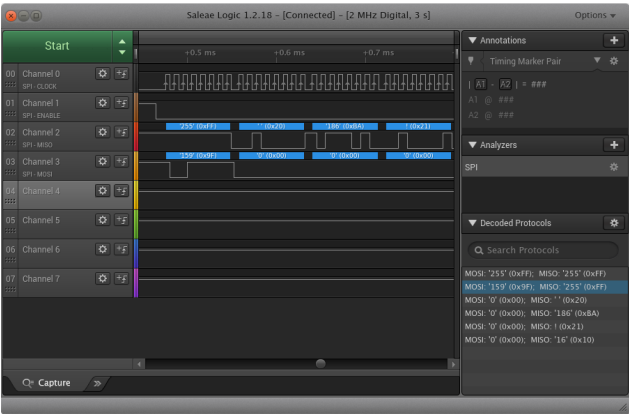 Saleae Logic 1.2.18 - [Connected] - [2 MHz Digital, 3 s]
Options
Start
+0.5 ms
+0.6 ms
+0.7 ms
00 Channel 0
SPI - CLOCK
01 Channel 1
SPI - ENABLE
02 Channel 2
SPI - MISO
'255' (0xFF)
' ' (0x20)
'186' (0xBA)
! (0x21)
03 Channel 3
SPI - MOSI
'159' (0x9F)
'0' (0x00)
'0' (0x00)
'0' (0x00)
04 Channel 4
05 Channel 5
06 Channel 6
07 Channel 7
Capture
Annotations
Timing Marker Pair
| A1 - A2 | = ###
A1 @ ###
A2 @ ###
Analyzers
SPI
Decoded Protocols
Search Protocols
MOSI: '255' (0xFF); MISO: '255' (0xFF)
MOSI: '159' (0x9F); MISO: '255' (0xFF)
MOSI: '0' (0x00); MISO: ' ' (0x20)
MOSI: '0' (0x00); MISO: '186' (0xBA)
MOSI: '0' (0x00); MISO: ! (0x21)
MOSI: '0' (0x00); MISO: '16' (0x10)